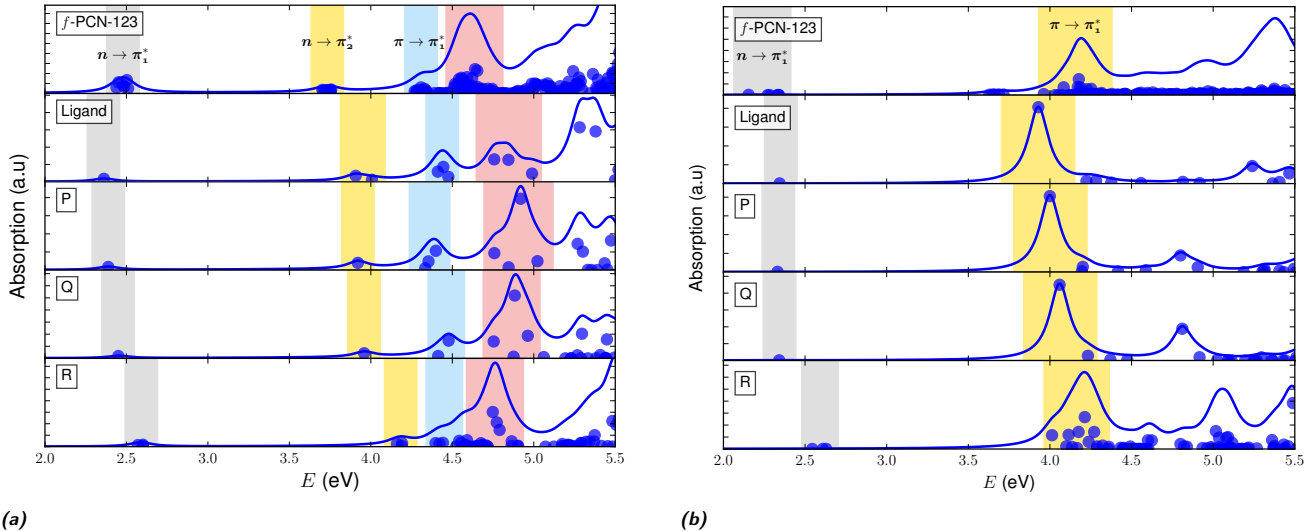 f-PCN-123
n → π₁*
n → π₂*
π → π₁*
Ligand
P
Q
R
Absorption (a.u)
2.0 2.5 3.0 3.5 4.0 4.5 5.0 5.5
E (eV)
(a)
f-PCN-123
n → π₁*
π → π₁*
Ligand
P
Q
R
Absorption (a.u)
2.0 2.5 3.0 3.5 4.0 4.5 5.0 5.5
E (eV)
(b)